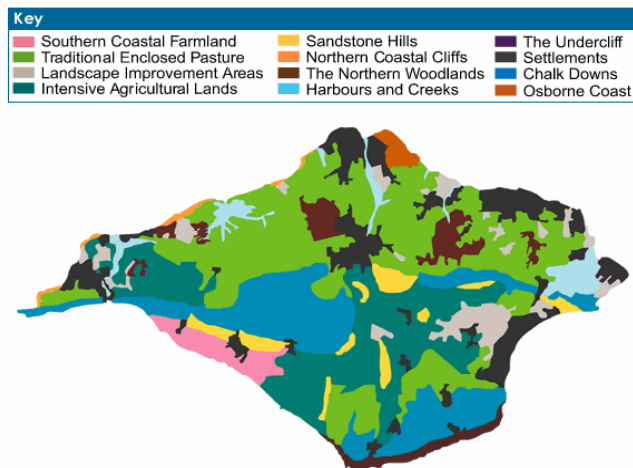 Key
Southern Coastal Farmland
Traditional Enclosed Pasture
Landscape Improvement Areas
Intensive Agricultural Lands
Sandstone Hills
Northern Coastal Cliffs
The Northern Woodlands
Harbours and Creeks
The Undercliff
Settlements
Chalk Downs
Osborne Coast